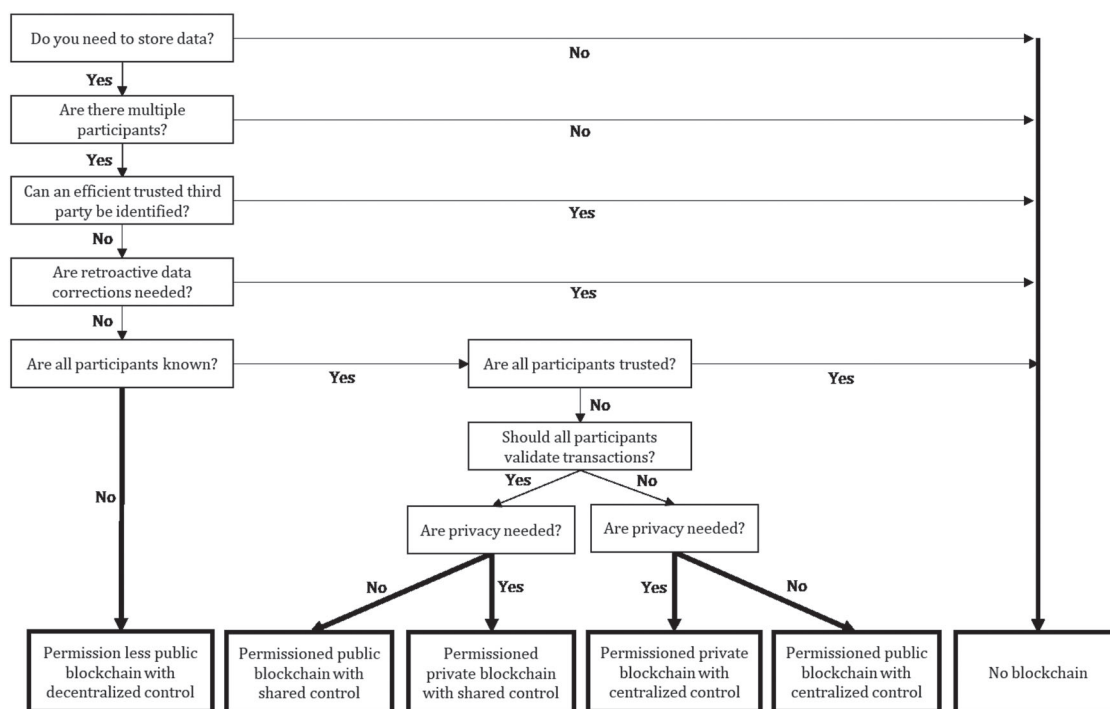 Do you need to store data?
No
Yes
Are there multiple
participants?
No
Yes
Can an efficient trusted third
party be identified?
Yes
No
Are retroactive data
corrections needed?
Yes
No
Are all participants known?
Yes
Are all participants trusted?
Yes
No
Should all participants
validate transactions?
Yes
No
No
Are privacy needed?
Are privacy needed?
No
Yes
Yes
No
Permission less public
blockchain with
decentralized control
Permissioned public
blockchain with
shared control
Permissioned
private blockchain
with shared control
Permissioned private
blockchain with
centralized control
Permissioned public
blockchain with
centralized control
No blockchain